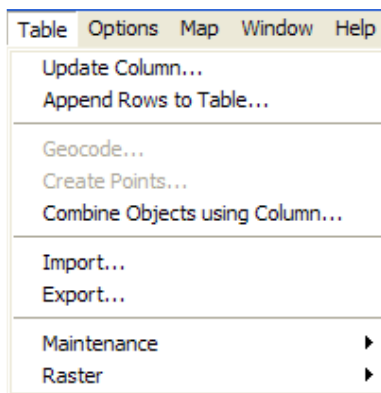 Table Options Map Window Help
Update Column...
Append Rows to Table...
Geocode...
Create Points...
Combine Objects using Column...
Import...
Export...
Maintenance
Raster